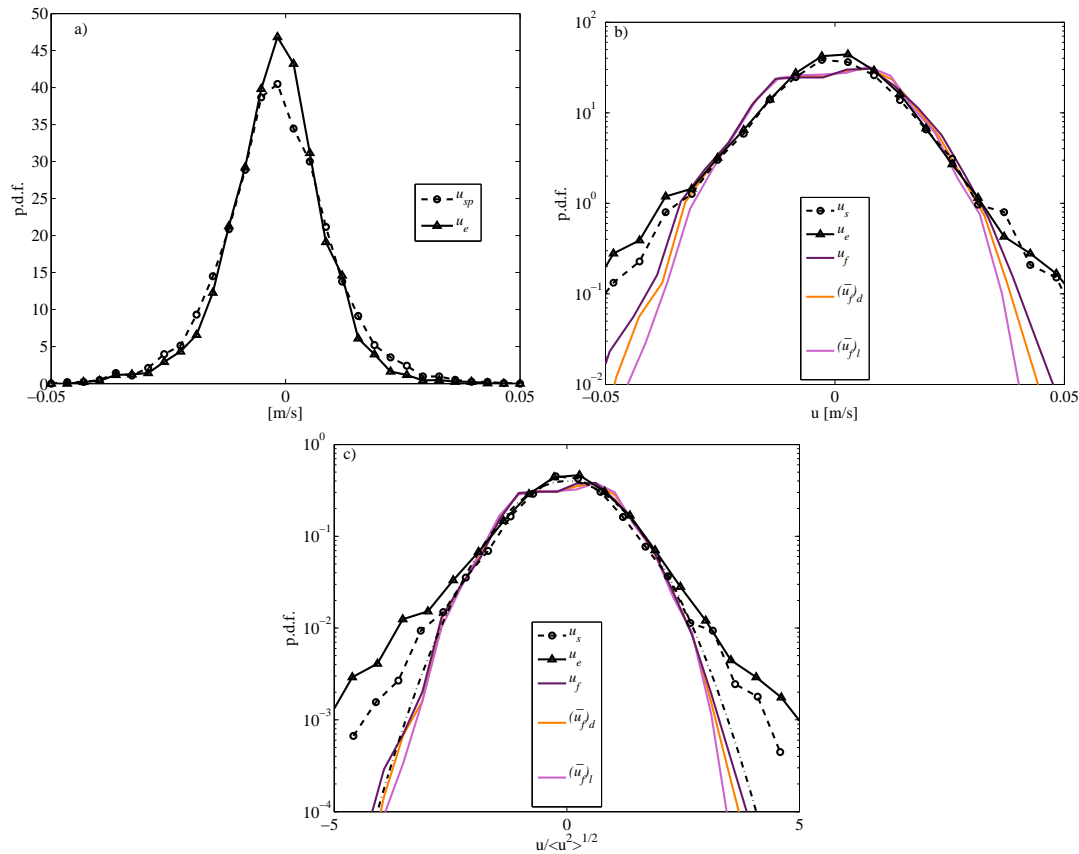 a)
50
45
40
35
30
25
20
15
10
5
0
p.d.f.
−0.05
0
0.05
[m/s]
u_sp
u_e
b)
10^2
10^1
10^0
10^−1
10^−2
p.d.f.
−0.05
0
0.05
u [m/s]
u_s
u_e
u_f
(ū_f)_d
(ū_f)_l
c)
10^0
10^−1
10^−2
10^−3
10^−4
p.d.f.
−5
0
5
u/<u^2>^1/2
u_s
u_e
u_f
(ū_f)_d
(ū_f)_l